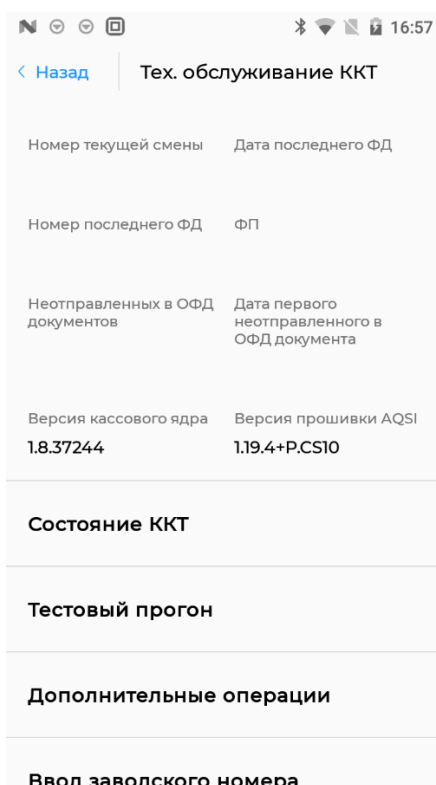 16:57
Назад
Тех. обслуживание ККТ
Номер текущей смены
Дата последнего ФД
Номер последнего ФД
ФП
Неотправленных в ОФД
документов
Дата первого
неотправленного в
ОФД документа
Версия кассового ядра
Версия прошивки AQSI
1.8.37244
1.19.4+P.CS10
Состояние ККТ
Тестовый прогон
Дополнительные операции
Ввод заводского номера